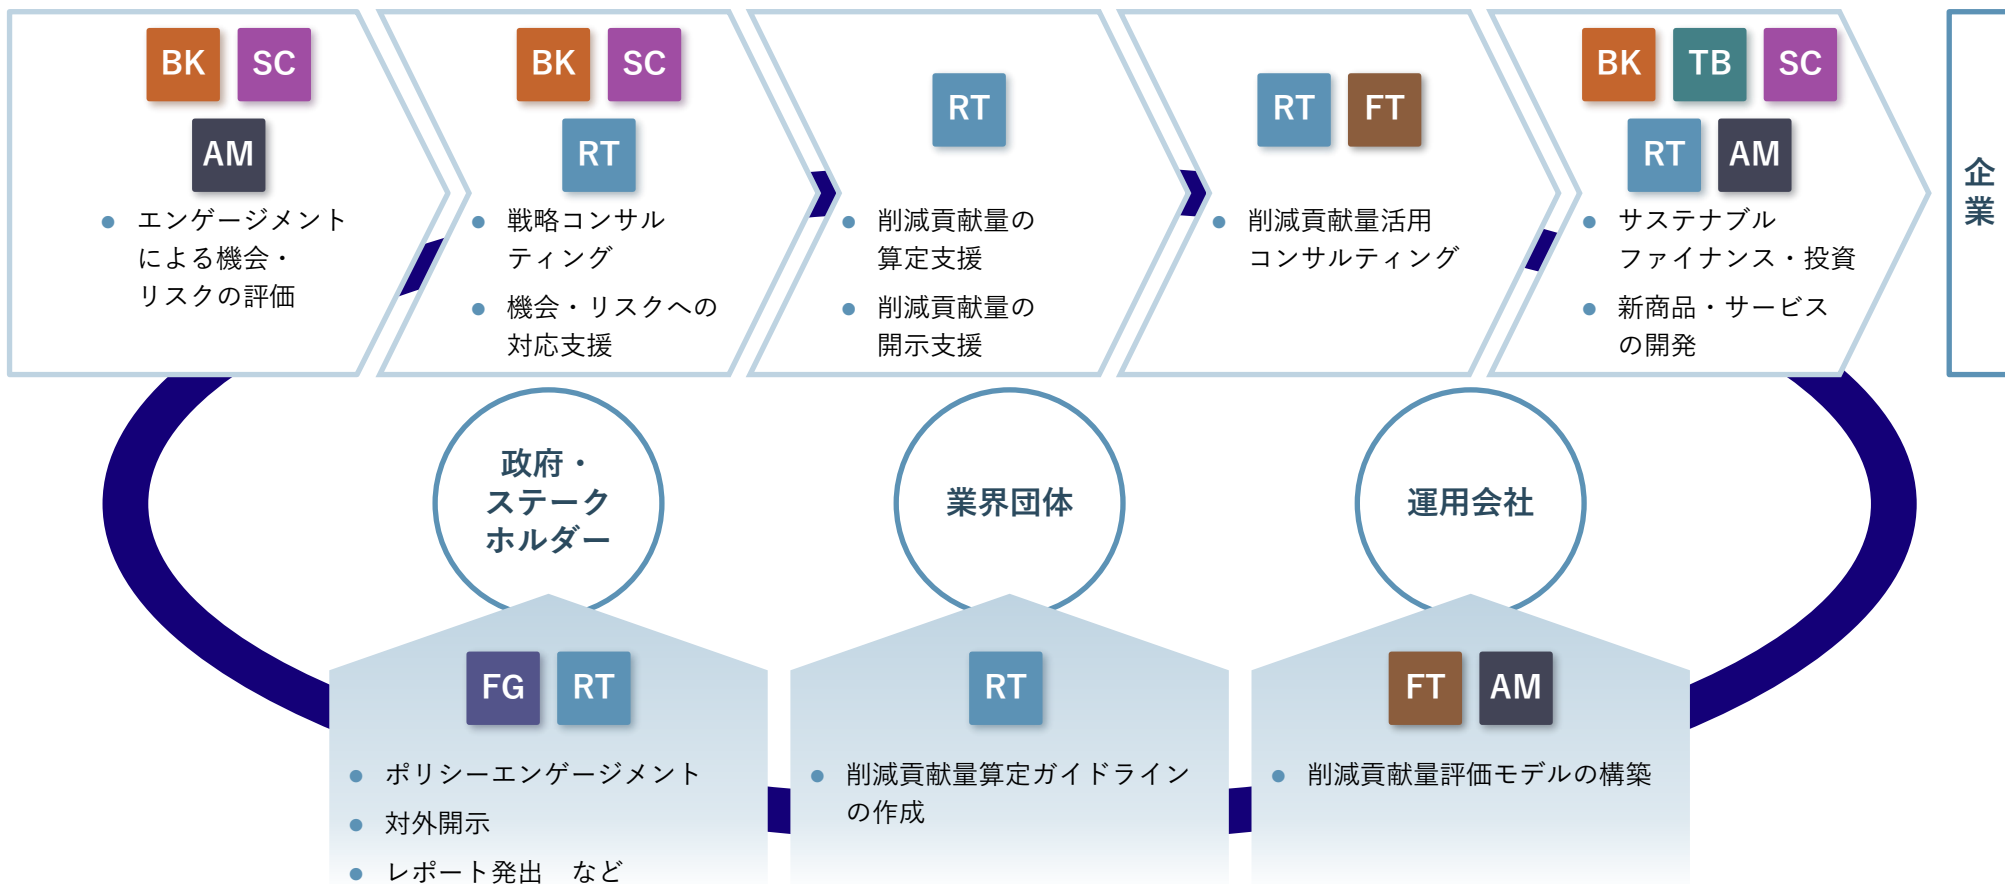 BK SC
AM
エンゲージメント
による機会・
リスクの評価
BK SC
RT
戦略コンサル
ティング
機会・リスクへの
対応支援
RT
削減貢献量の
算定支援
削減貢献量の
開示支援
RT FT
削減貢献量活用
コンサルティング
BK TB SC
RT AM
サステナブル
ファイナンス・投資
新商品・サービス
の開発
企業
政府・
ステーク
ホルダー
FG RT
ポリシーエンゲージメント
対外開示
レポート発出　など
業界団体
RT
削減貢献量算定ガイドライン
の作成
運用会社
FT AM
削減貢献量評価モデルの構築